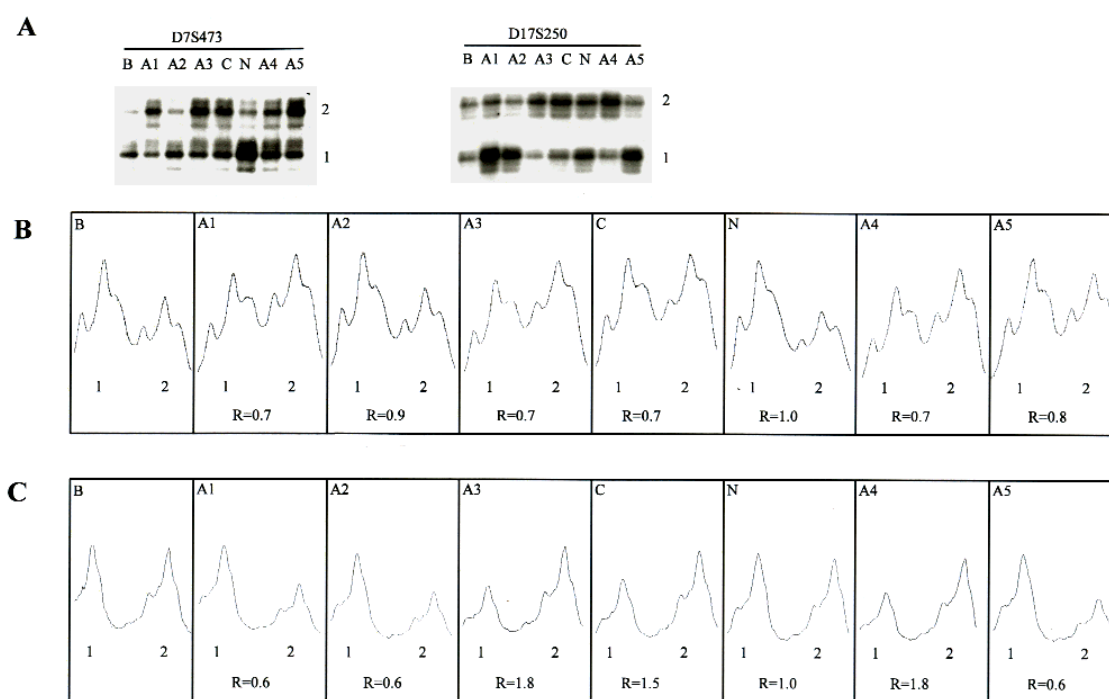 A
D7S473
B A1 A2 A3 C N A4 A5
2
1
D17S250
B A1 A2 A3 C N A4 A5
2
1
B
B A1 A2 A3 C N A4 A5
1 2 1 2 1 2 1 2 1 2 1 2 1 2 1 2
R=0.7 R=0.9 R=0.7 R=0.7 R=1.0 R=0.7 R=0.8
C
B A1 A2 A3 C N A4 A5
1 2 1 2 1 2 1 2 1 2 1 2 1 2 1 2
R=0.6 R=0.6 R=1.8 R=1.5 R=1.0 R=1.8 R=0.6